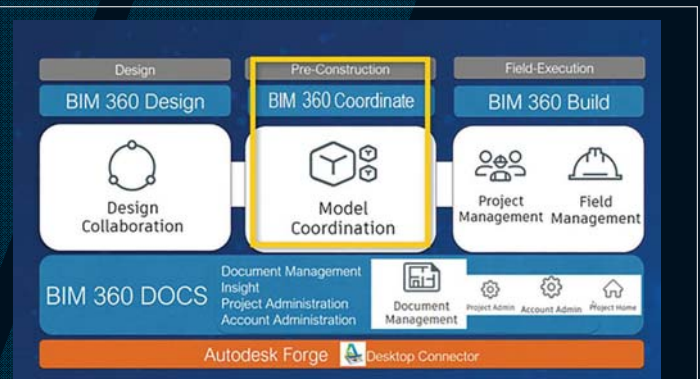 Design
Pre-Construction
Field-Execution
BIM 360 Design
BIM 360 Coordinate
BIM 360 Build
Design
Collaboration
Model
Coordination
Project
Management
Field
Management
BIM 360 DOCS
Document Management
Insight
Project Administration
Account Administration
Document
Management
Project Admin
Account Admin
Project Home
Autodesk Forge
Desktop Connector